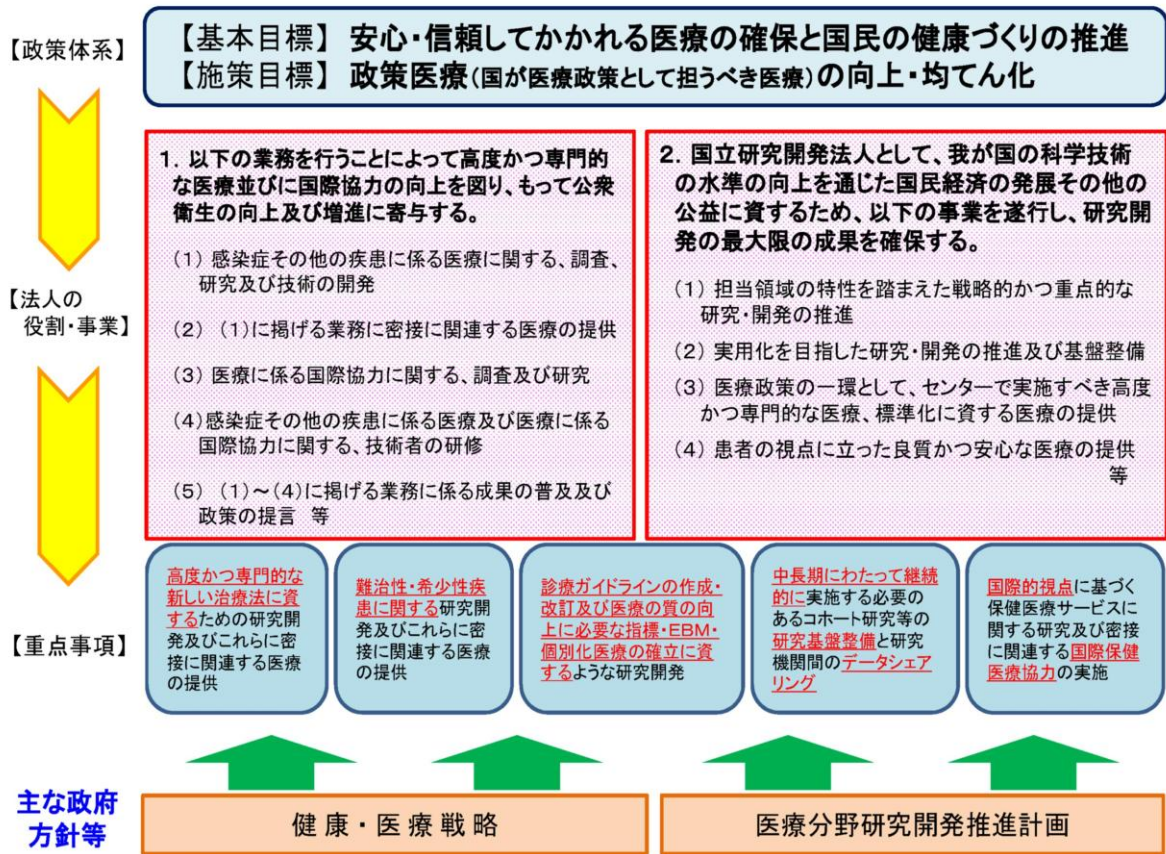 【政策体系】
【基本目標】 安心・信頼してかかれる医療の確保と国民の健康づくりの推進
【施策目標】 政策医療(国が医療政策として担うべき医療)の向上・均てん化
【法人の
役割・事業】
1．以下の業務を行うことによって高度かつ専門的
な医療並びに国際協力の向上を図り、もって公衆
衛生の向上及び増進に寄与する。
(1) 感染症その他の疾患に係る医療に関する、調査、
研究及び技術の開発
(2) (1)に掲げる業務に密接に関連する医療の提供
(3) 医療に係る国際協力に関する、調査及び研究
(4)感染症その他の疾患に係る医療及び医療に係る
国際協力に関する、技術者の研修
(5) (1)～(4)に掲げる業務に係る成果の普及及び
政策の提言 等
2．国立研究開発法人として、我が国の科学技術
の水準の向上を通じた国民経済の発展その他の
公益に資するため、以下の事業を遂行し、研究開
発の最大限の成果を確保する。
(1) 担当領域の特性を踏まえた戦略的かつ重点的な
研究・開発の推進
(2) 実用化を目指した研究・開発の推進及び基盤整備
(3) 医療政策の一環として、センターで実施すべき高度
かつ専門的な医療、標準化に資する医療の提供
(4) 患者の視点に立った良質かつ安心な医療の提供
等
【重点事項】
高度かつ専門的な
新しい治療法に資
するための研究開
発及びこれらに密
接に関連する医療
の提供
難治性・希少性疾
患に関する研究開
発及びこれらに密
接に関連する医療
の提供
診療ガイドラインの作成・
改訂及び医療の質の向
上に必要な指標・EBM・
個別化医療の確立に資
するような研究開発
中長期にわたって継続
的に実施する必要の
あるコホート研究等の
研究基盤整備と研究
機関間のデータシェア
リング
国際的視点に基づく
保健医療サービスに
関する研究及び密接
に関連する国際保健
医療協力の実施
主な政府
方針等
健康・医療戦略
医療分野研究開発推進計画